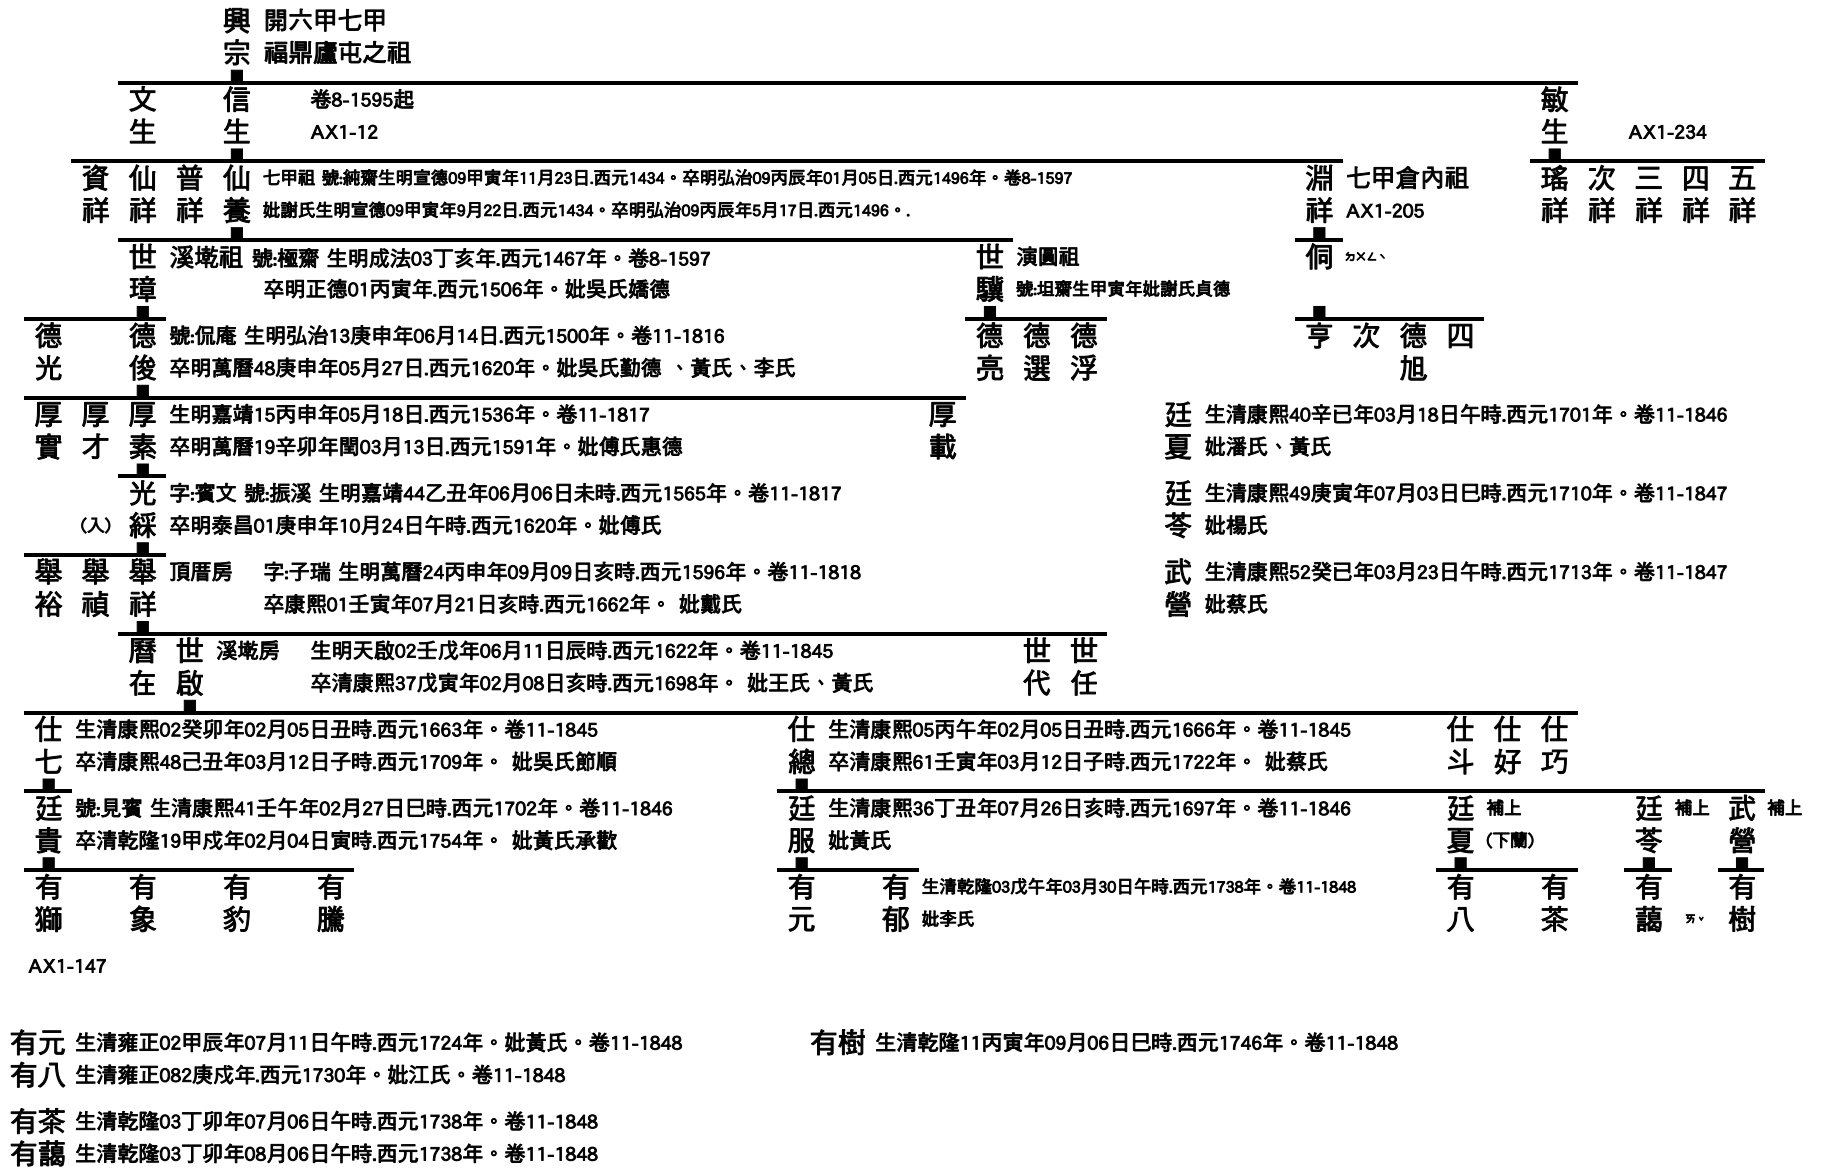 興宗 開六甲七甲
福鼎廬屯之祖
文生 信生 卷8-1595起 敏生
AX1-12 AX1-234
資祥 仙祥 普祥 仙養 七甲祖 號:純齋生明宣德09甲寅年11月23日.西元1434。卒明弘治09丙辰年01月05日.西元1496年。卷8-1597 淵祥 七甲倉內祖 瑤祥 次祥 三祥 四祥 五祥
妣謝氏生明宣德09甲寅年9月22日.西元1434。卒明弘治09丙辰年5月17日.西元1496。. AX1-205
世璋 溪墘祖 號:極齋 生明成法03丁亥年.西元1467年。卷8-1597 世驥 演圓祖 侗 ㄉㄨㄥˋ
卒明正德01丙寅年.西元1506年。妣吳氏嬌德 號:坦齋生甲寅年妣謝氏貞德
德光 德俊 號:侃庵 生明弘治13庚申年06月14日.西元1500年。卷11-1816 德亮 德選 德浮 亨 次 德旭 四
卒明萬曆48庚申年05月27日.西元1620年。妣吳氏勤德 、黃氏、李氏
厚實 厚才 厚素 生明嘉靖15丙申年05月18日.西元1536年。卷11-1817 厚載 廷夏 生清康熙40辛已年03月18日午時.西元1701年。卷11-1846
卒明萬曆19辛卯年閏03月13日.西元1591年。妣傅氏惠德 妣潘氏、黃氏
光綵 字:賓文 號:振溪 生明嘉靖44乙丑年06月06日未時.西元1565年。卷11-1817 廷苓 生清康熙49庚寅年07月03日巳時.西元1710年。卷11-1847
(入) 卒明泰昌01庚申年10月24日午時.西元1620年。妣傅氏 妣楊氏
舉裕 舉禎 舉祥 頂厝房 字:子瑞 生明萬曆24丙申年09月09日亥時.西元1596年。卷11-1818 武營 生清康熙52癸已年03月23日午時.西元1713年。卷11-1847
卒康熙01壬寅年07月21日亥時.西元1662年。 妣戴氏 妣蔡氏
曆在 世啟 溪墘房 生明天啟02壬戊年06月11日辰時.西元1622年。卷11-1845 世代 世任
卒清康熙37戊寅年02月08日亥時.西元1698年。 妣王氏、黃氏
仕七 生清康熙02癸卯年02月05日丑時.西元1663年。卷11-1845 仕總 生清康熙05丙午年02月05日丑時.西元1666年。卷11-1845 仕斗 仕好 仕巧
卒清康熙48己丑年03月12日子時.西元1709年。 妣吳氏節順 卒清康熙61壬寅年03月12日子時.西元1722年。 妣蔡氏
廷貴 號:見賓 生清康熙41壬午年02月27日巳時.西元1702年。卷11-1846 廷服 生清康熙36丁丑年07月26日亥時.西元1697年。卷11-1846 廷夏 補上 廷苓 補上 武營 補上
卒清乾隆19甲戍年02月04日寅時.西元1754年。 妣黃氏承歡 妣黃氏 (下蘭)
有獅 有象 有豹 有騰 有元 有郁 生清乾隆03戊午年03月30日午時.西元1738年。卷11-1848 有八 有茶 有藹 有樹
妣李氏 ㄞˇ
AX1-147
有元 生清雍正02甲辰年07月11日午時.西元1724年。妣黃氏。卷11-1848 有樹 生清乾隆11丙寅年09月06日巳時.西元1746年。卷11-1848
有八 生清雍正082庚戍年.西元1730年。妣江氏。卷11-1848
有茶 生清乾隆03丁卯年07月06日午時.西元1738年。卷11-1848
有藹 生清乾隆03丁卯年08月06日午時.西元1738年。卷11-1848